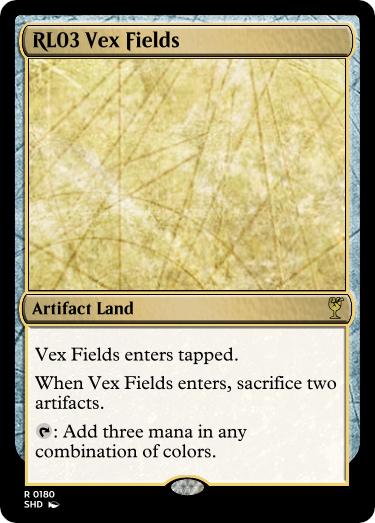 RL03 Vex Fields
Artifact Land
Vex Fields enters tapped.
When Vex Fields enters, sacrifice two
artifacts.
: Add three mana in any
combination of colors.
R 0180
SHD